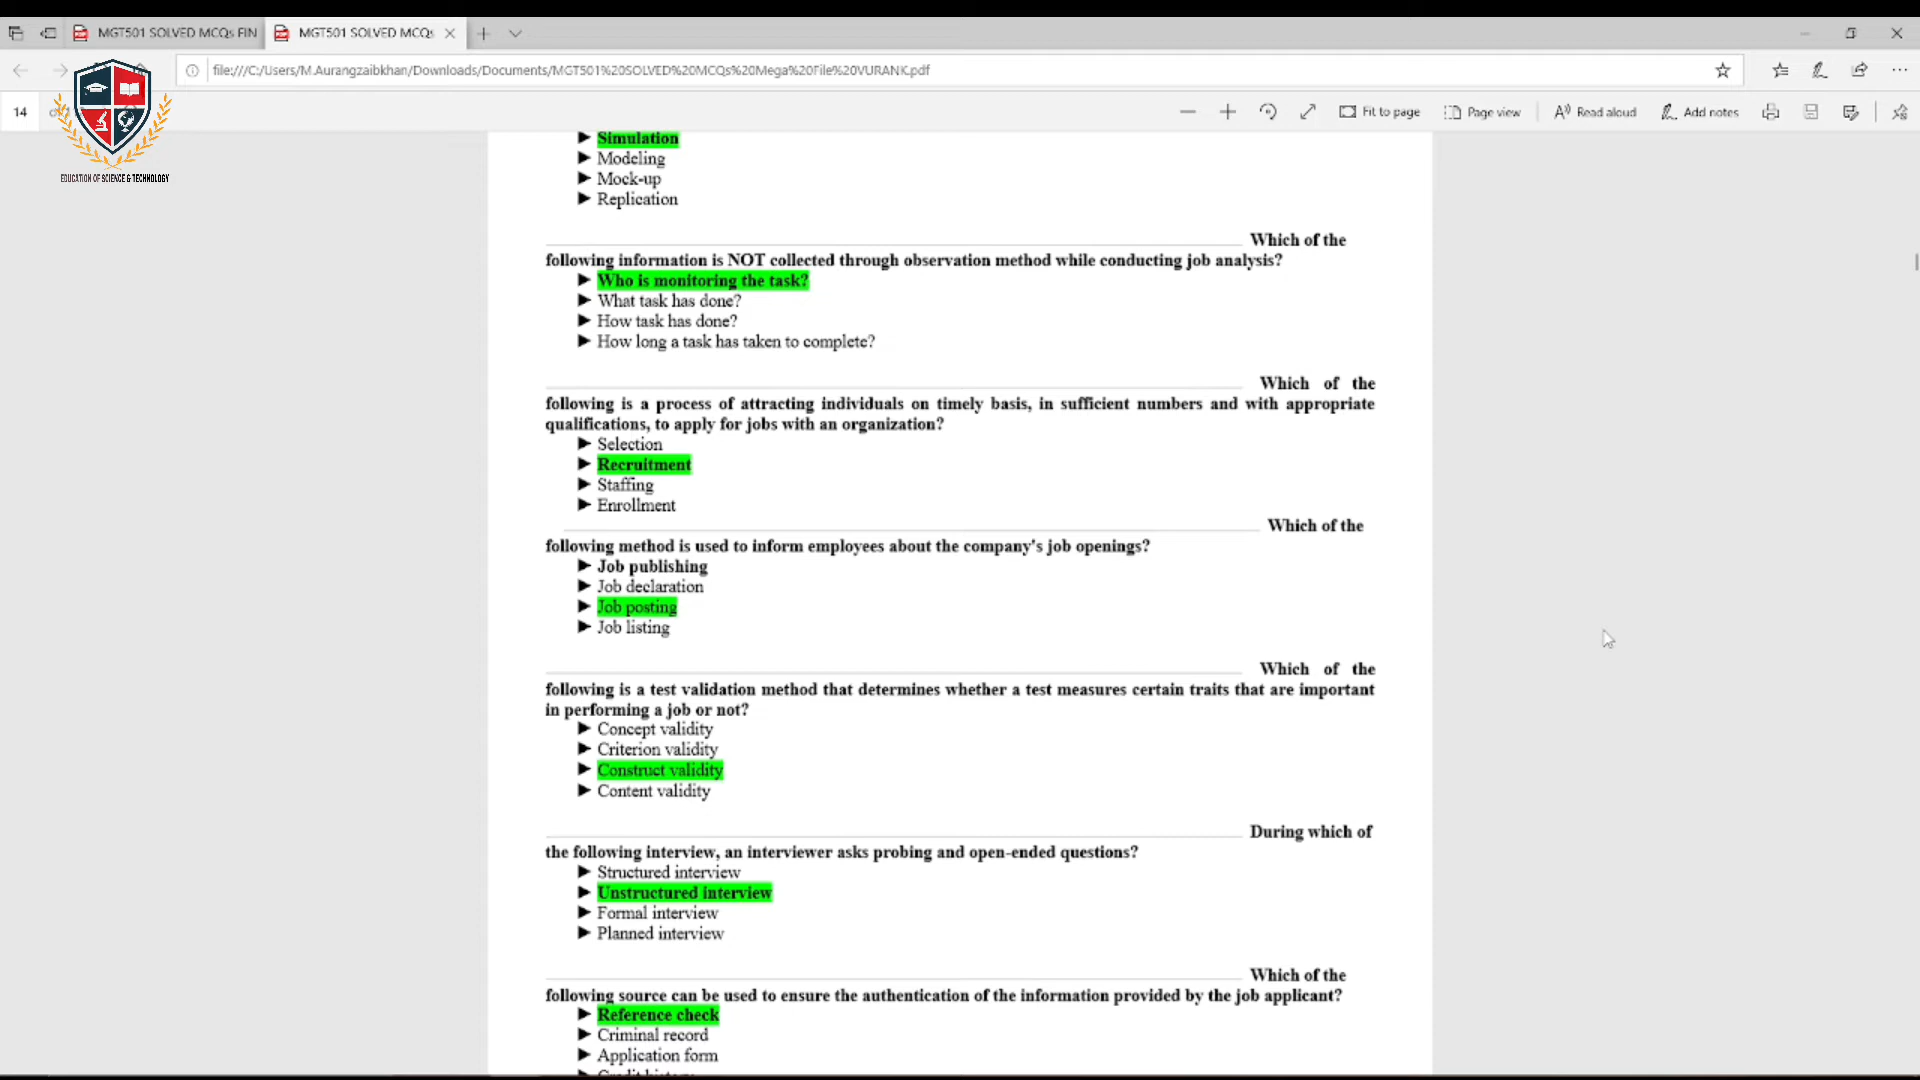 MGT501 SOLVED MCQs FIN
MGT501 SOLVED MCQs
file:///C:/Users/M.Aurangzaibkhan/Downloads/Documents/MGT501%20SOLVED%20MCQs%20Mega%20File%20VURANK.pdf
14
Fit to page
Page view
Read aloud
Add notes
EDUCATION OF SCIENCE & TECHNOLOGY
Simulation
Modeling
Mock-up
Replication
Which of the
following information is NOT collected through observation method while conducting job analysis?
Who is monitoring the task?
What task has done?
How task has done?
How long a task has taken to complete?
Which of the
following is a process of attracting individuals on timely basis, in sufficient numbers and with appropriate
qualifications, to apply for jobs with an organization?
Selection
Recruitment
Staffing
Enrollment
Which of the
following method is used to inform employees about the company's job openings?
Job publishing
Job declaration
Job posting
Job listing
Which of the
following is a test validation method that determines whether a test measures certain traits that are important
in performing a job or not?
Concept validity
Criterion validity
Construct validity
Content validity
During which of
the following interview, an interviewer asks probing and open-ended questions?
Structured interview
Unstructured interview
Formal interview
Planned interview
Which of the
following source can be used to ensure the authentication of the information provided by the job applicant?
Reference check
Criminal record
Application form